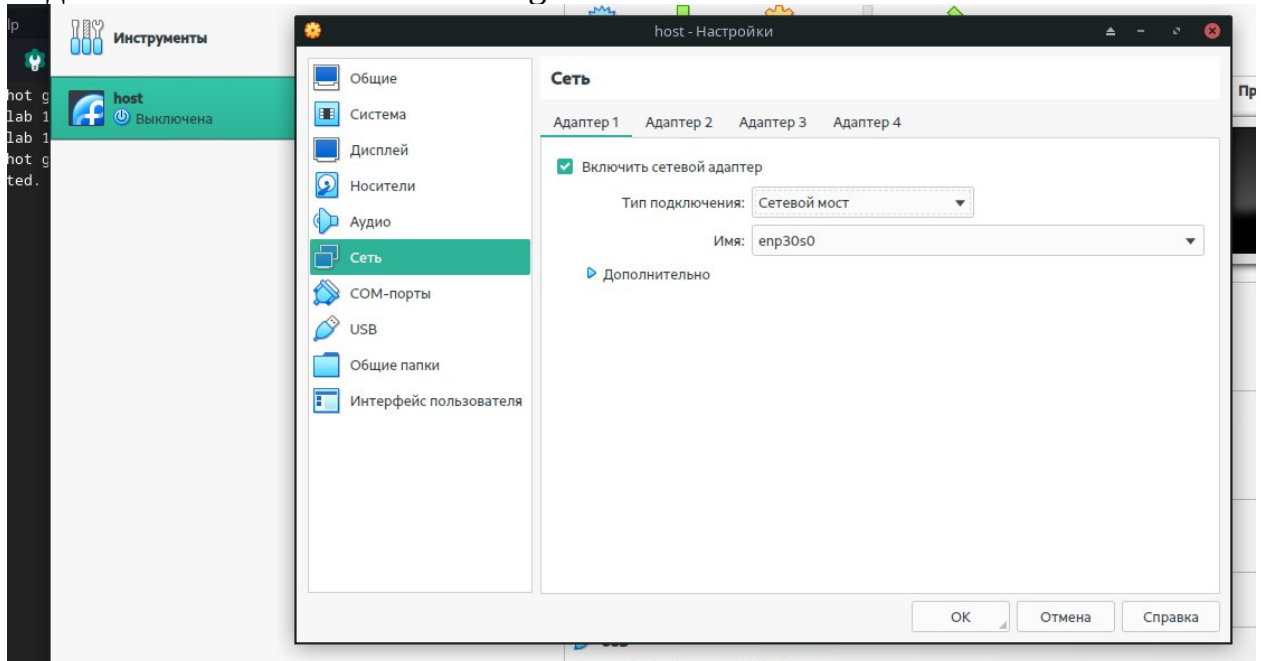 lp
Инструменты
host - Настройки
host
Выключена
hot g
lab 1
lab 1
hot g
ted.
Общие
Система
Дисплей
Носители
Аудио
Сеть
COM-порты
USB
Общие папки
Интерфейс пользователя
Сеть
Адаптер 1 Адаптер 2 Адаптер 3 Адаптер 4
Включить сетевой адаптер
Тип подключения: Сетевой мост
Имя: enp30s0
Дополнительно
OK Отмена Справка
Пр